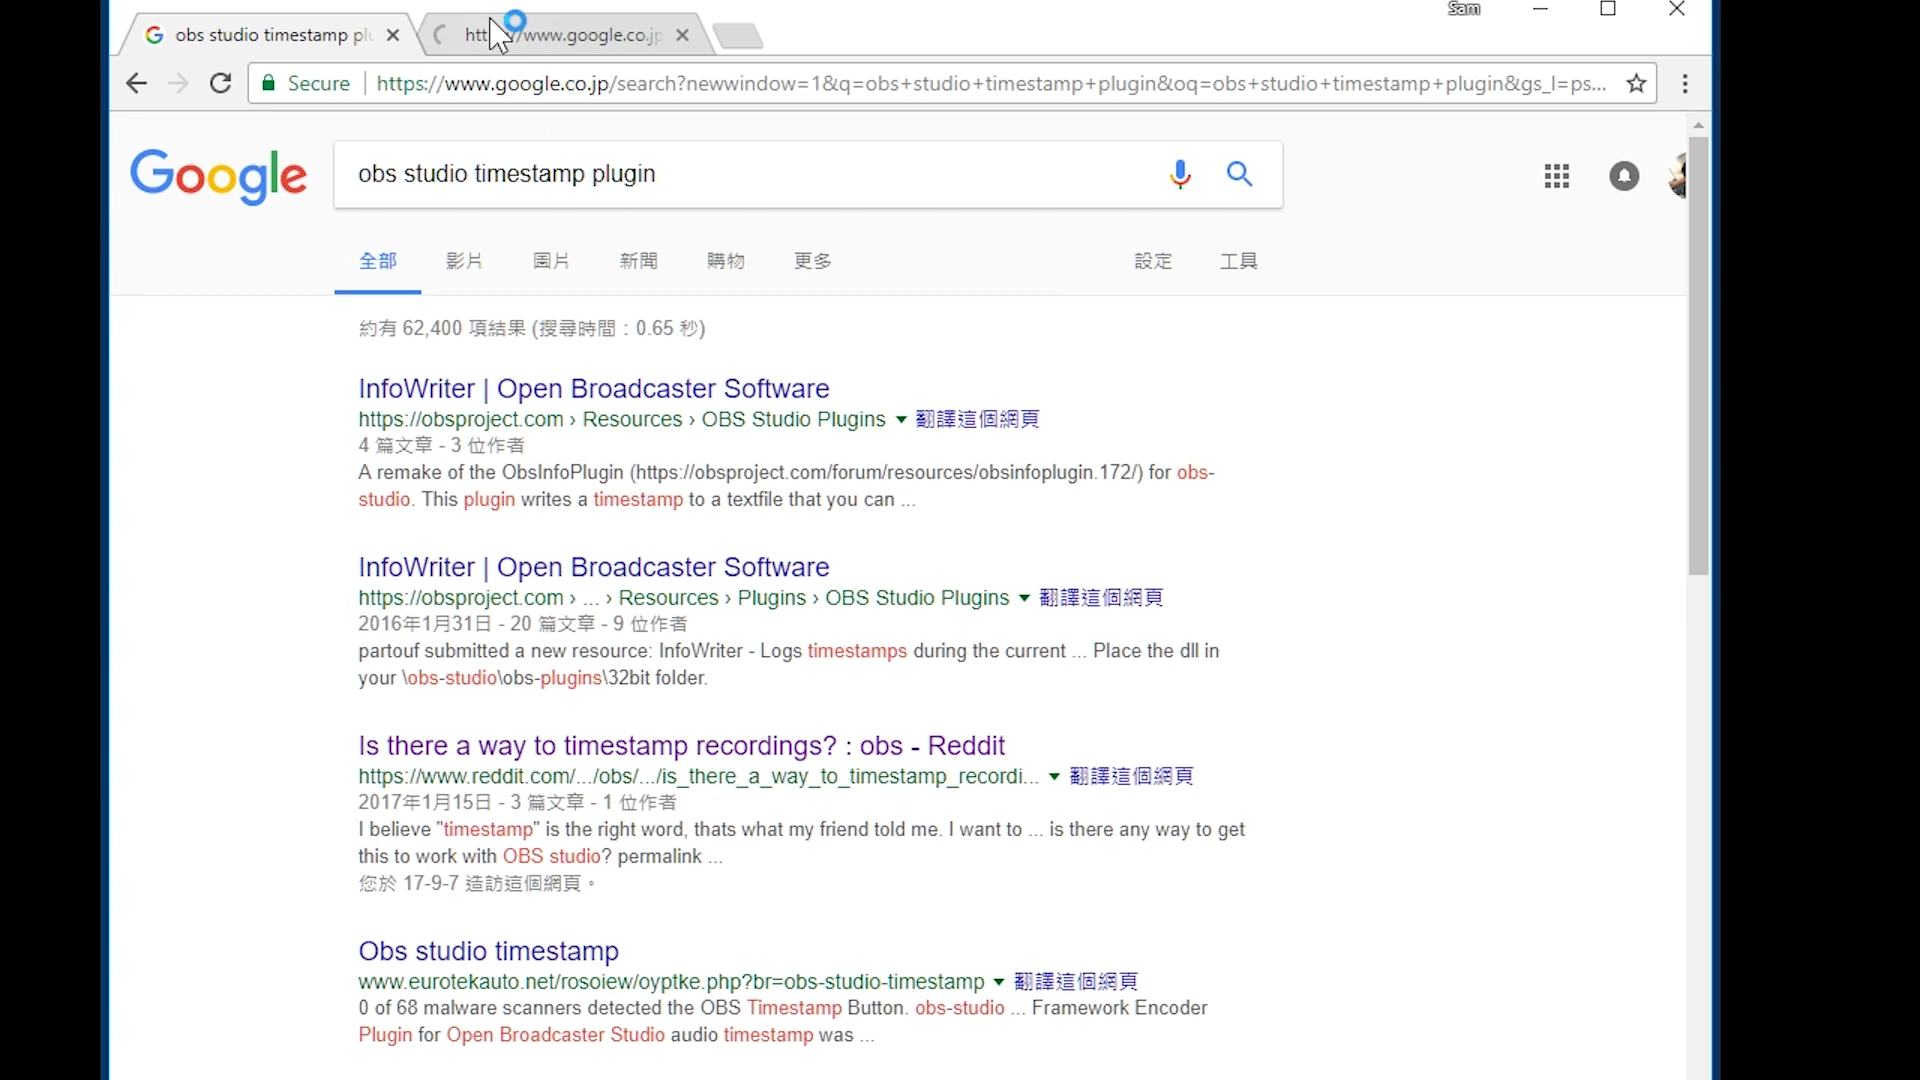 Sam
obs studio timestamp pl
www.google.co.jp
Secure
https://www.google.co.jp/search?newwindow=1&q=obs+studio+timestamp+plugin&oq=obs+studio+timestamp+plugin&gs_l=ps...
Google
obs studio timestamp plugin
全部 影片 圖片 新聞 購物 更多 設定 工具
約有 62,400 項結果 (搜尋時間：0.65 秒)
InfoWriter | Open Broadcaster Software
https://obsproject.com › Resources › OBS Studio Plugins ▼ 翻譯這個網頁
4 篇文章 - 3 位作者
A remake of the ObsInfoPlugin (https://obsproject.com/forum/resources/obsinfoplugin.172/) for obs-
studio. This plugin writes a timestamp to a textfile that you can ...
InfoWriter | Open Broadcaster Software
https://obsproject.com › ... › Resources › Plugins › OBS Studio Plugins ▼ 翻譯這個網頁
2016年1月31日 - 20 篇文章 - 9 位作者
partouf submitted a new resource: InfoWriter - Logs timestamps during the current ... Place the dll in
your \obs-studio\obs-plugins\32bit folder.
Is there a way to timestamp recordings? : obs - Reddit
https://www.reddit.com/.../obs/.../is_there_a_way_to_timestamp_recordi... ▼ 翻譯這個網頁
2017年1月15日 - 3 篇文章 - 1 位作者
I believe "timestamp" is the right word, thats what my friend told me. I want to ... is there any way to get
this to work with OBS studio? permalink ...
您於 17-9-7 造訪這個網頁。
Obs studio timestamp
www.eurotekauto.net/rosoiew/oyptke.php?br=obs-studio-timestamp ▼ 翻譯這個網頁
0 of 68 malware scanners detected the OBS Timestamp Button. obs-studio ... Framework Encoder
Plugin for Open Broadcaster Studio audio timestamp was ...